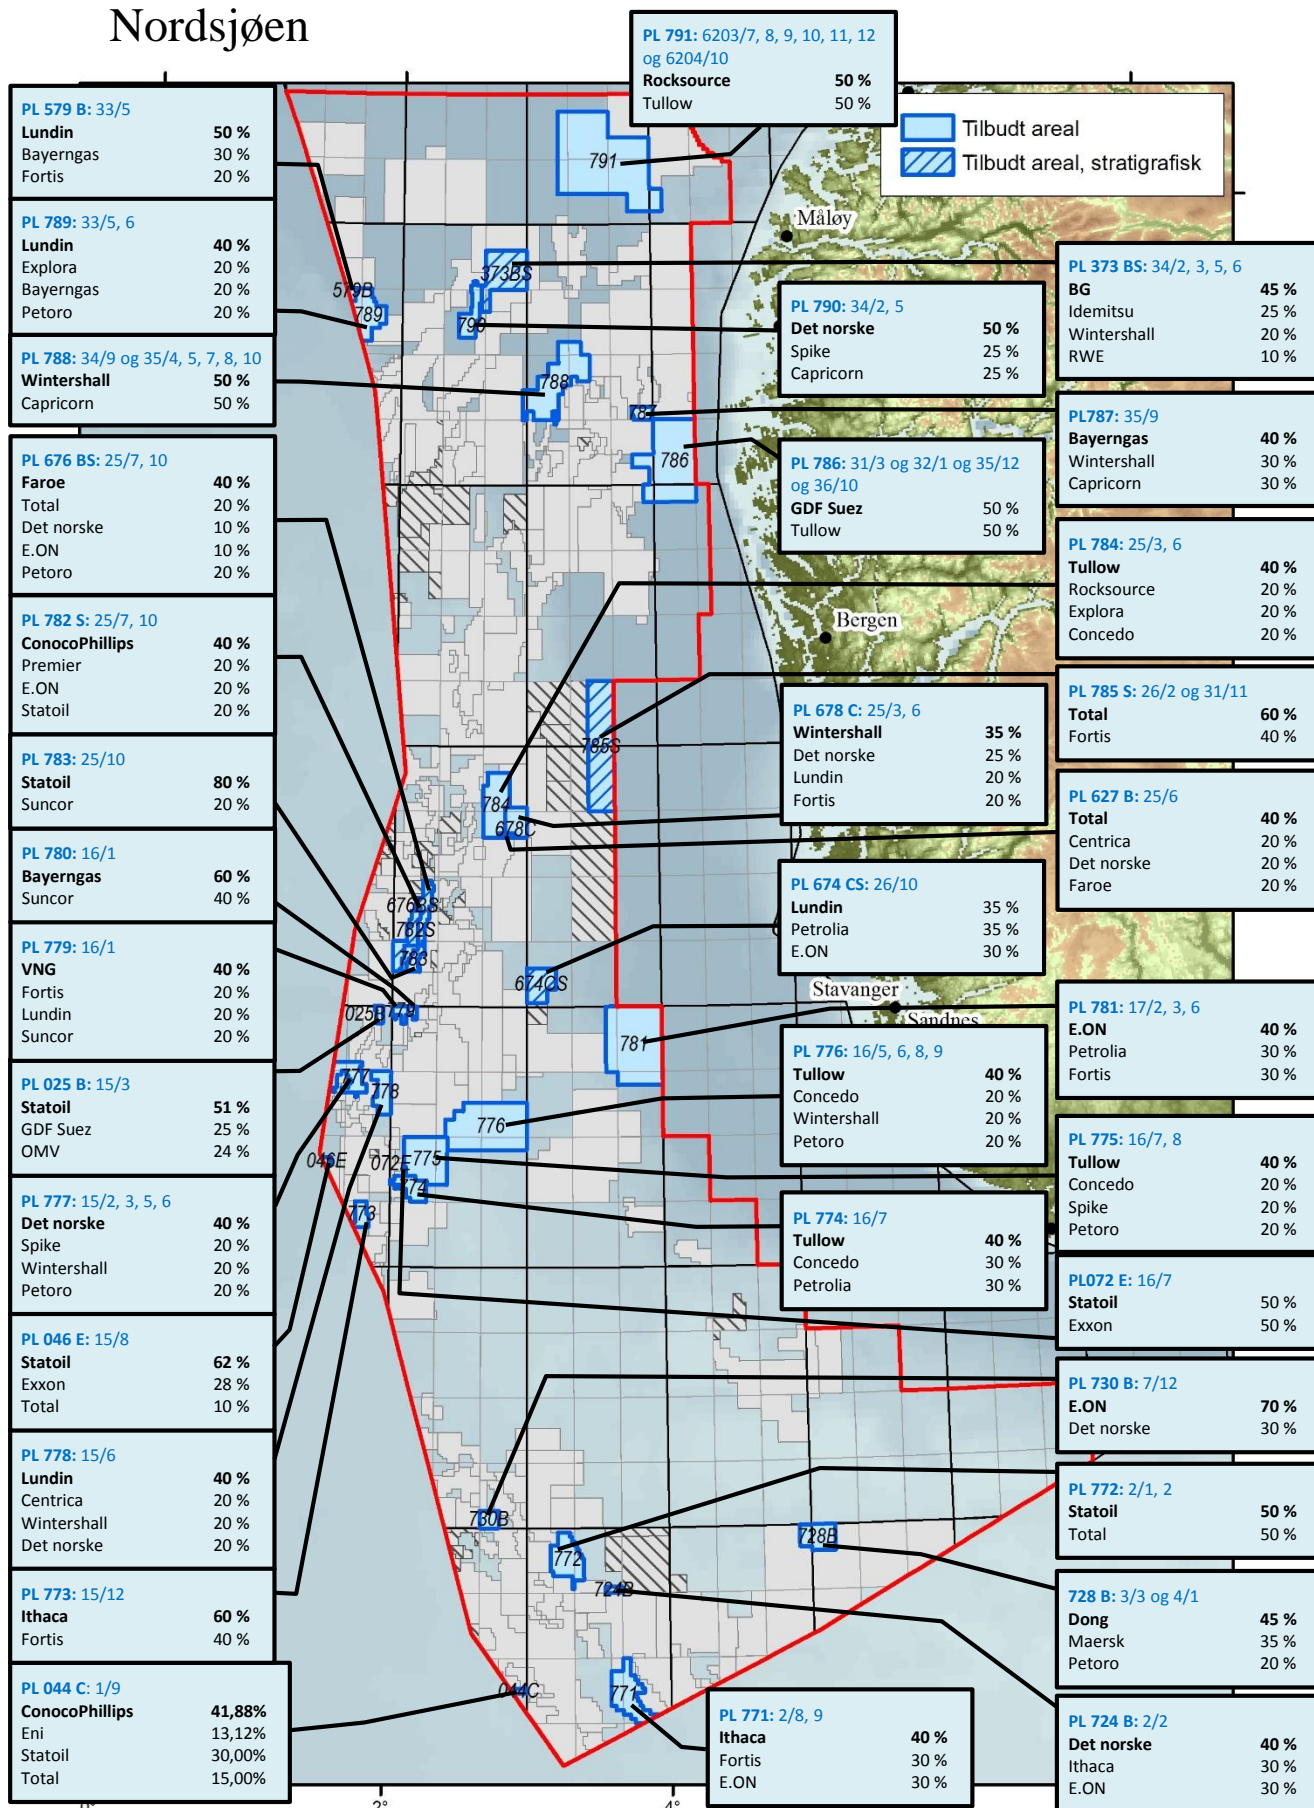 Nordsjøen
PL 791: 6203/7, 8, 9, 10, 11, 12
og 6204/10
Rocksource 50 %
Tullow 50 %
Tilbudt areal
Tilbudt areal, stratigrafisk
PL 579 B: 33/5
Lundin 50 %
Bayerngas 30 %
Fortis 20 %
PL 789: 33/5, 6
Lundin 40 %
Explora 20 %
Bayerngas 20 %
Petoro 20 %
PL 788: 34/9 og 35/4, 5, 7, 8, 10
Wintershall 50 %
Capricorn 50 %
PL 676 BS: 25/7, 10
Faroe 40 %
Total 20 %
Det norske 10 %
E.ON 10 %
Petoro 20 %
PL 782 S: 25/7, 10
ConocoPhillips 40 %
Premier 20 %
E.ON 20 %
Statoil 20 %
PL 783: 25/10
Statoil 80 %
Suncor 20 %
PL 780: 16/1
Bayerngas 60 %
Suncor 40 %
PL 779: 16/1
VNG 40 %
Fortis 20 %
Lundin 20 %
Suncor 20 %
PL 025 B: 15/3
Statoil 51 %
GDF Suez 25 %
OMV 24 %
PL 777: 15/2, 3, 5, 6
Det norske 40 %
Spike 20 %
Wintershall 20 %
Petoro 20 %
PL 046 E: 15/8
Statoil 62 %
Exxon 28 %
Total 10 %
PL 778: 15/6
Lundin 40 %
Centrica 20 %
Wintershall 20 %
Det norske 20 %
PL 773: 15/12
Ithaca 60 %
Fortis 40 %
PL 044 C: 1/9
ConocoPhillips 41,88%
Eni 13,12%
Statoil 30,00%
Total 15,00%
791
373BS
579B
789
790
788
787
786
785S
784
678C
676BS
782S
783
674CS
025B
779
781
777
778
776
046E
072E
775
774
773
730B
772
728B
724B
044C
771
Måløy
Bergen
Stavanger
Sandnes
PL 790: 34/2, 5
Det norske 50 %
Spike 25 %
Capricorn 25 %
PL 786: 31/3 og 32/1 og 35/12
og 36/10
GDF Suez 50 %
Tullow 50 %
PL 678 C: 25/3, 6
Wintershall 35 %
Det norske 25 %
Lundin 20 %
Fortis 20 %
PL 674 CS: 26/10
Lundin 35 %
Petrolia 35 %
E.ON 30 %
PL 776: 16/5, 6, 8, 9
Tullow 40 %
Concedo 20 %
Wintershall 20 %
Petoro 20 %
PL 774: 16/7
Tullow 40 %
Concedo 30 %
Petrolia 30 %
PL 771: 2/8, 9
Ithaca 40 %
Fortis 30 %
E.ON 30 %
PL 373 BS: 34/2, 3, 5, 6
BG 45 %
Idemitsu 25 %
Wintershall 20 %
RWE 10 %
PL787: 35/9
Bayerngas 40 %
Wintershall 30 %
Capricorn 30 %
PL 784: 25/3, 6
Tullow 40 %
Rocksource 20 %
Explora 20 %
Concedo 20 %
PL 785 S: 26/2 og 31/11
Total 60 %
Fortis 40 %
PL 627 B: 25/6
Total 40 %
Centrica 20 %
Det norske 20 %
Faroe 20 %
PL 781: 17/2, 3, 6
E.ON 40 %
Petrolia 30 %
Fortis 30 %
PL 775: 16/7, 8
Tullow 40 %
Concedo 20 %
Spike 20 %
Petoro 20 %
PL072 E: 16/7
Statoil 50 %
Exxon 50 %
PL 730 B: 7/12
E.ON 70 %
Det norske 30 %
PL 772: 2/1, 2
Statoil 50 %
Total 50 %
728 B: 3/3 og 4/1
Dong 45 %
Maersk 35 %
Petoro 20 %
PL 724 B: 2/2
Det norske 40 %
Ithaca 30 %
E.ON 30 %
2°
4°